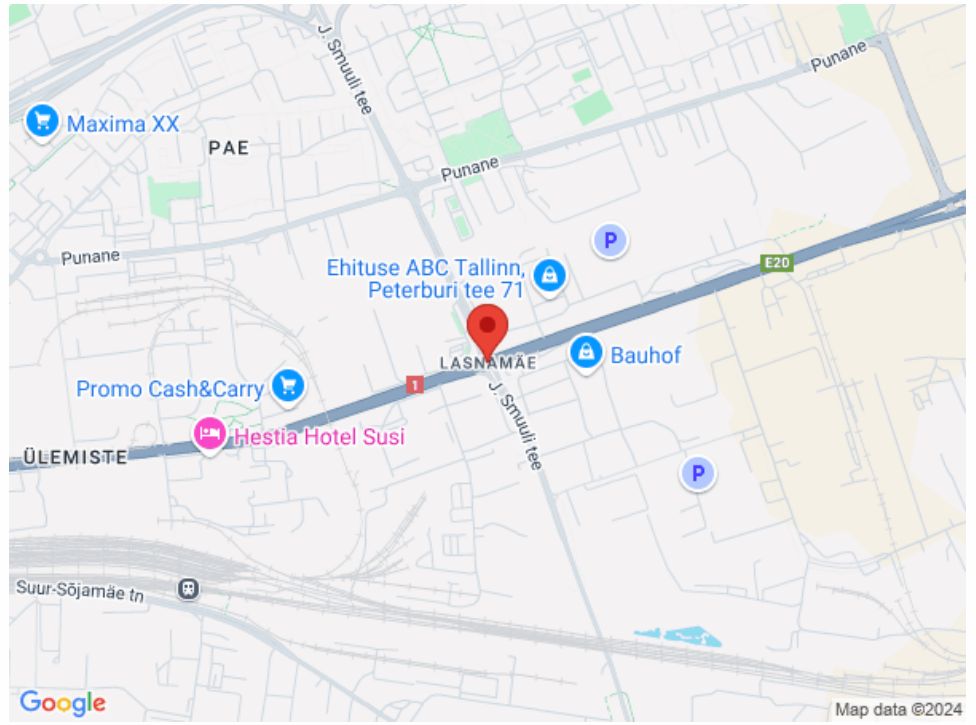 J. Smuuli tee
Punane
Maxima XX
PAE
Punane
Punane
P
Ehituse ABC Tallinn,
Peterburi tee 71
E20
LASNAMÄE
Bauhof
Promo Cash&Carry
1
J. Smuuli tee
Hestia Hotel Susi
ÜLEMISTE
P
Suur-Sõjamäe tn
Google
Map data ©2024